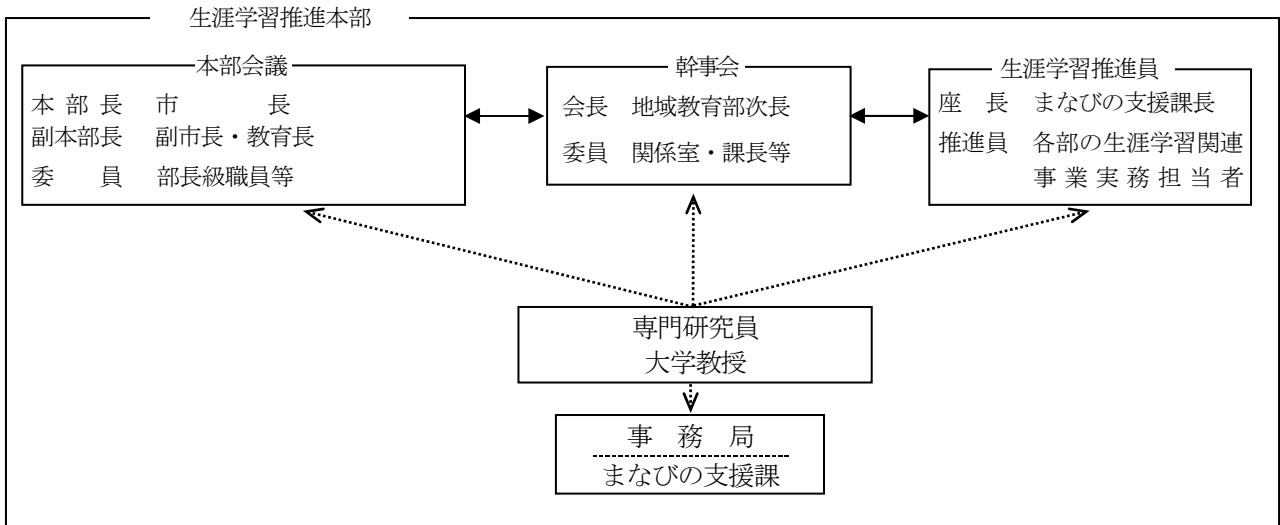 生涯学習推進本部
本部会議
本部長 市長
副本部長 副市長・教育長
委員 部長級職員等
幹事会
会長 地域教育部次長
委員 関係室・課長等
生涯学習推進員
座長 まなびの支援課長
推進員 各部の生涯学習関連
事業実務担当者
専門研究員
大学教授
事務局
まなびの支援課